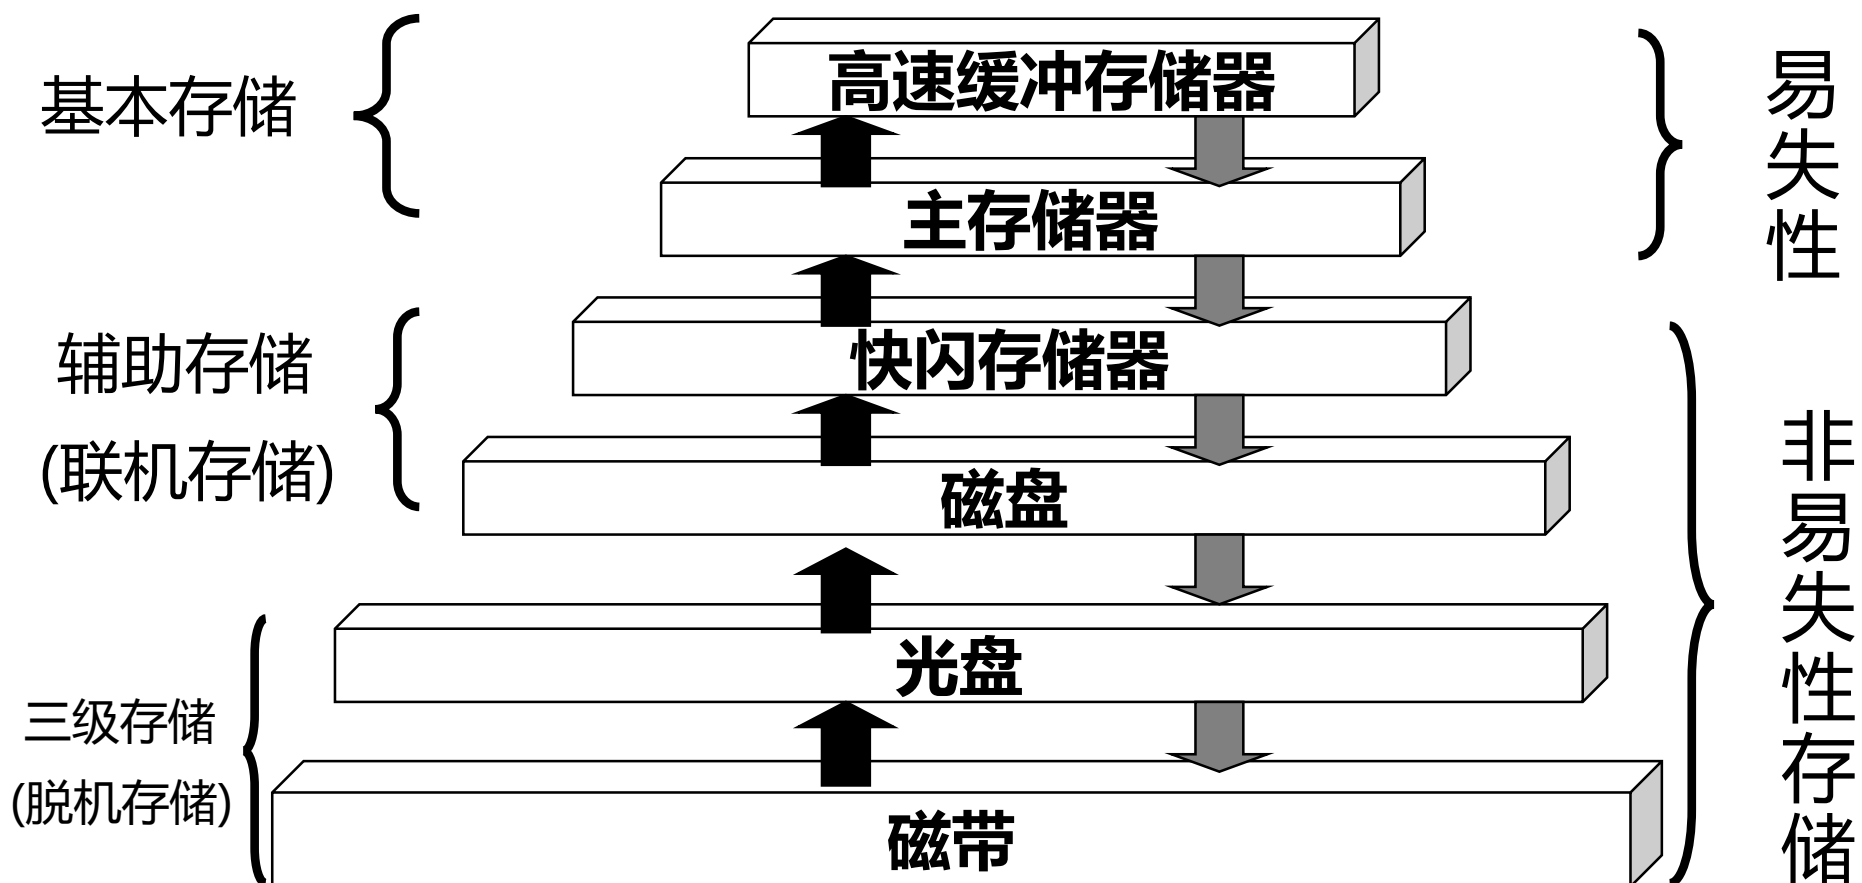 高速缓冲存储器
基本存储
易失性
主存储器
快闪存储器
辅助存储
(联机存储)
磁盘
非易失性存储
光盘
三级存储
(脱机存储)
磁带